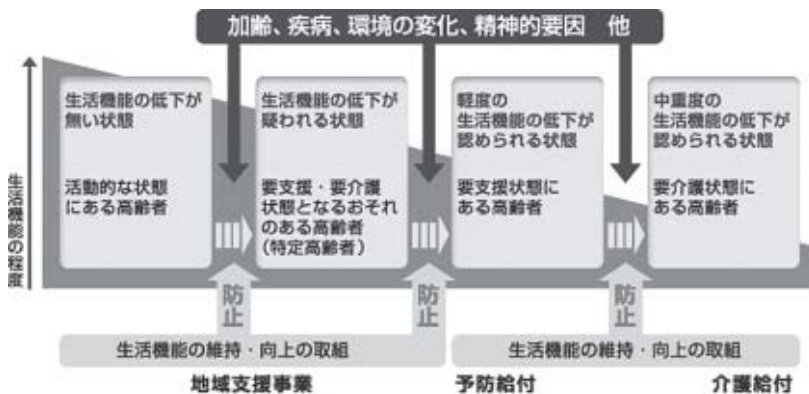 加齢、疾病、環境の変化、精神的要因　他
生活機能の程度
生活機能の低下が
無い状態
活動的な状態
にある高齢者
生活機能の低下が
疑われる状態
要支援・要介護
状態となるおそれ
のある高齢者
(特定高齢者)
軽度の
生活機能の低下が
認められる状態
要支援状態に
ある高齢者
中重度の
生活機能の低下が
認められる状態
要介護状態に
ある高齢者
防止
防止
防止
生活機能の維持・向上の取組
生活機能の維持・向上の取組
地域支援事業
予防給付
介護給付